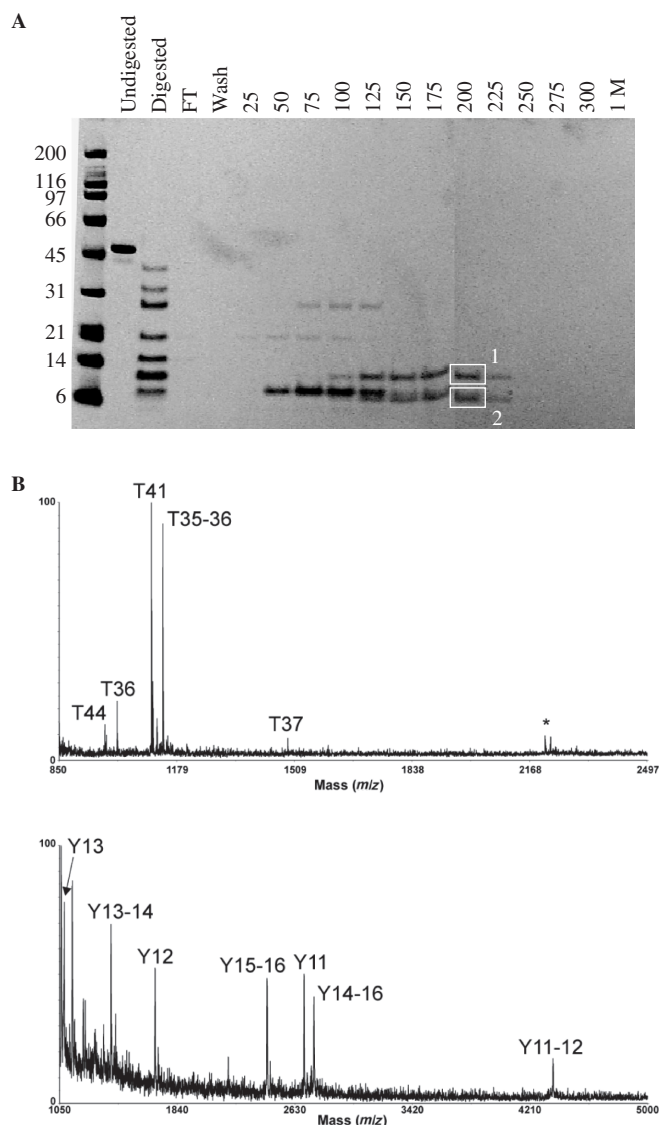 A
Undigested Digested FT Wash 25 50 75 100 125 150 175 200 225 250 275 300 1 M
200
116
97
66
45
31
21
14
6
1
2
B
100
T41
T35-36
T44
T36
T37
*
0
850 1179 1509 1838 2168 2497
Mass (m/z)
100
Y13
Y13-14
Y12
Y15-16
Y11
Y14-16
Y11-12
0
1050 1840 2630 3420 4210 5000
Mass (m/z)